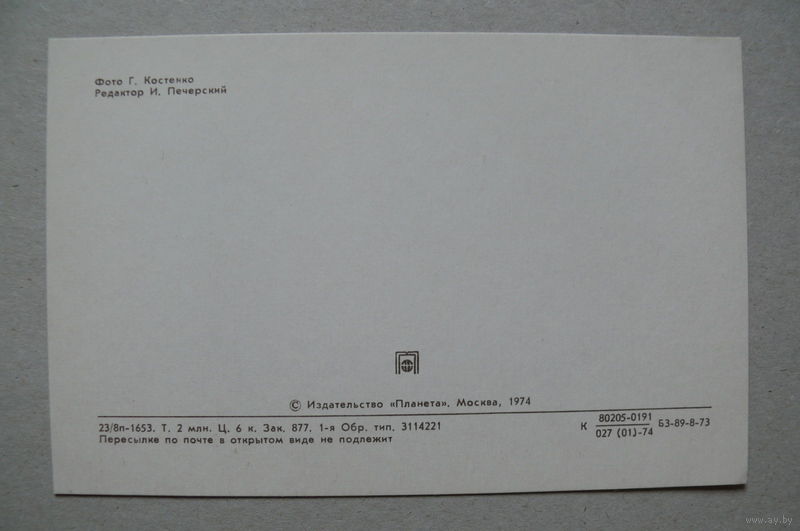 Фото Г. Костенко
Редактор И. Печерский
© Издательство «Планета». Москва, 1974
23/8п-1653. Т. 2 млн. Ц. 6 к. Зак. 877. 1-я Обр. тип. 3114221
Пересылке по почте в открытом виде не подлежит
К 80205-0191 БЗ-89-8-73
027 (01)-74
www.ay.by